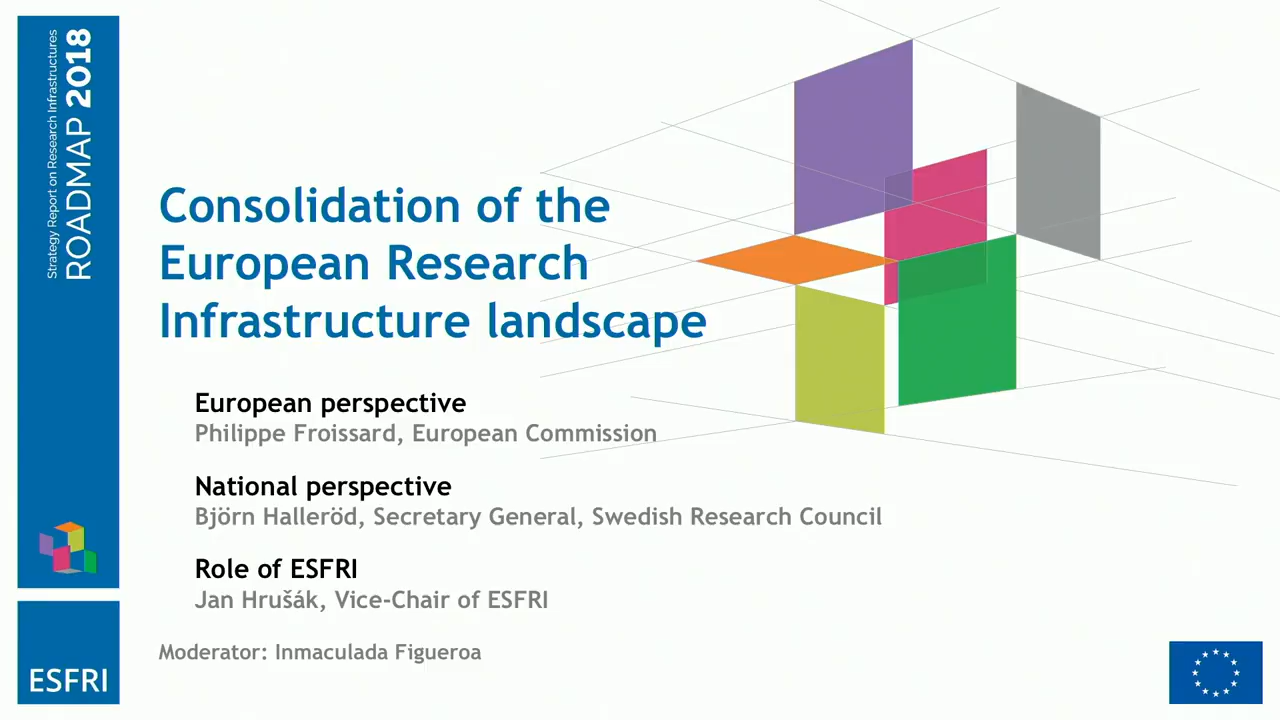 Strategy Report on Research Infrastructures
ROADMAP 2018
Consolidation of the
European Research
Infrastructure landscape
European perspective
Philippe Froissard, European Commission
National perspective
Björn Halleröd, Secretary General, Swedish Research Council
Role of ESFRI
Jan Hrušák, Vice-Chair of ESFRI
Moderator: Inmaculada Figueroa
ESFRI